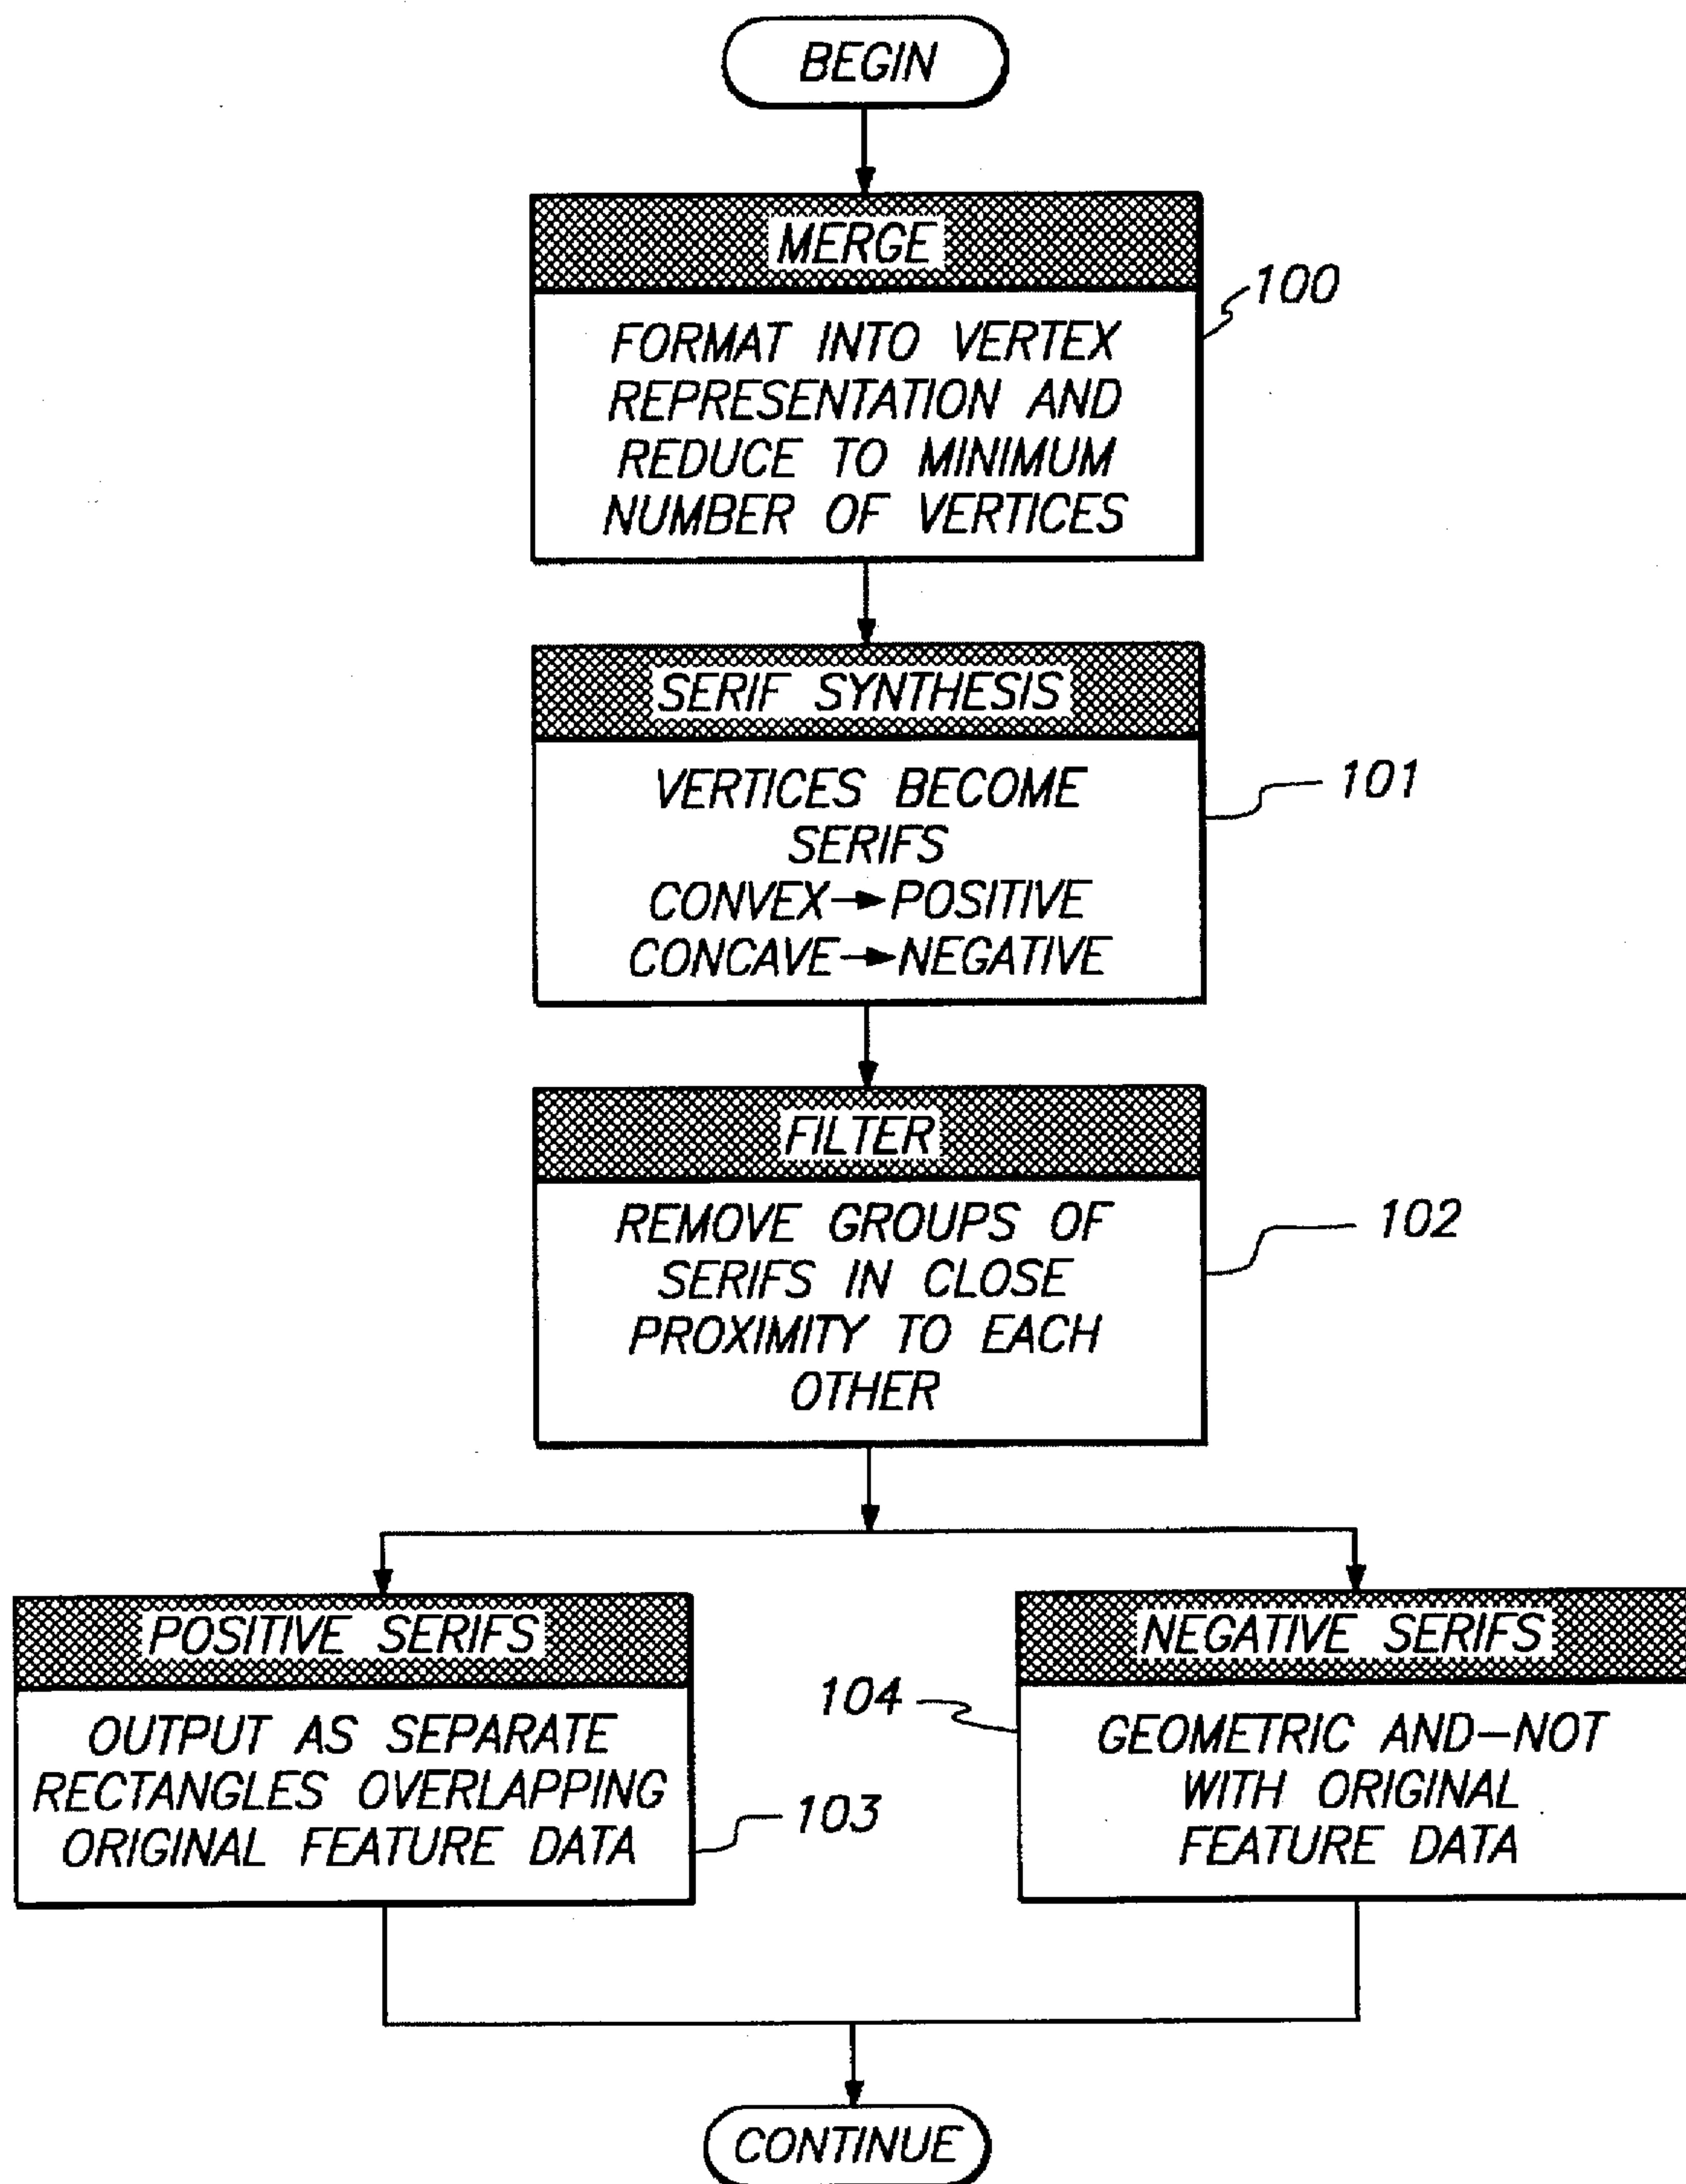 BEGIN
MERGE
100
FORMAT INTO VERTEX
REPRESENTATION AND
REDUCE TO MINIMUM
NUMBER OF VERTICES
SERIF SYNTHESIS
VERTICES BECOME
SERIFS
CONVEX→POSITIVE
CONCAVE→NEGATIVE
101
FILTER
REMOVE GROUPS OF
SERIFS IN CLOSE
PROXIMITY TO EACH
OTHER
102
POSITIVE SERIFS
OUTPUT AS SEPARATE
RECTANGLES OVERLAPPING
ORIGINAL FEATURE DATA
103
NEGATIVE SERIFS
104
GEOMETRIC AND-NOT
WITH ORIGINAL
FEATURE DATA
CONTINUE